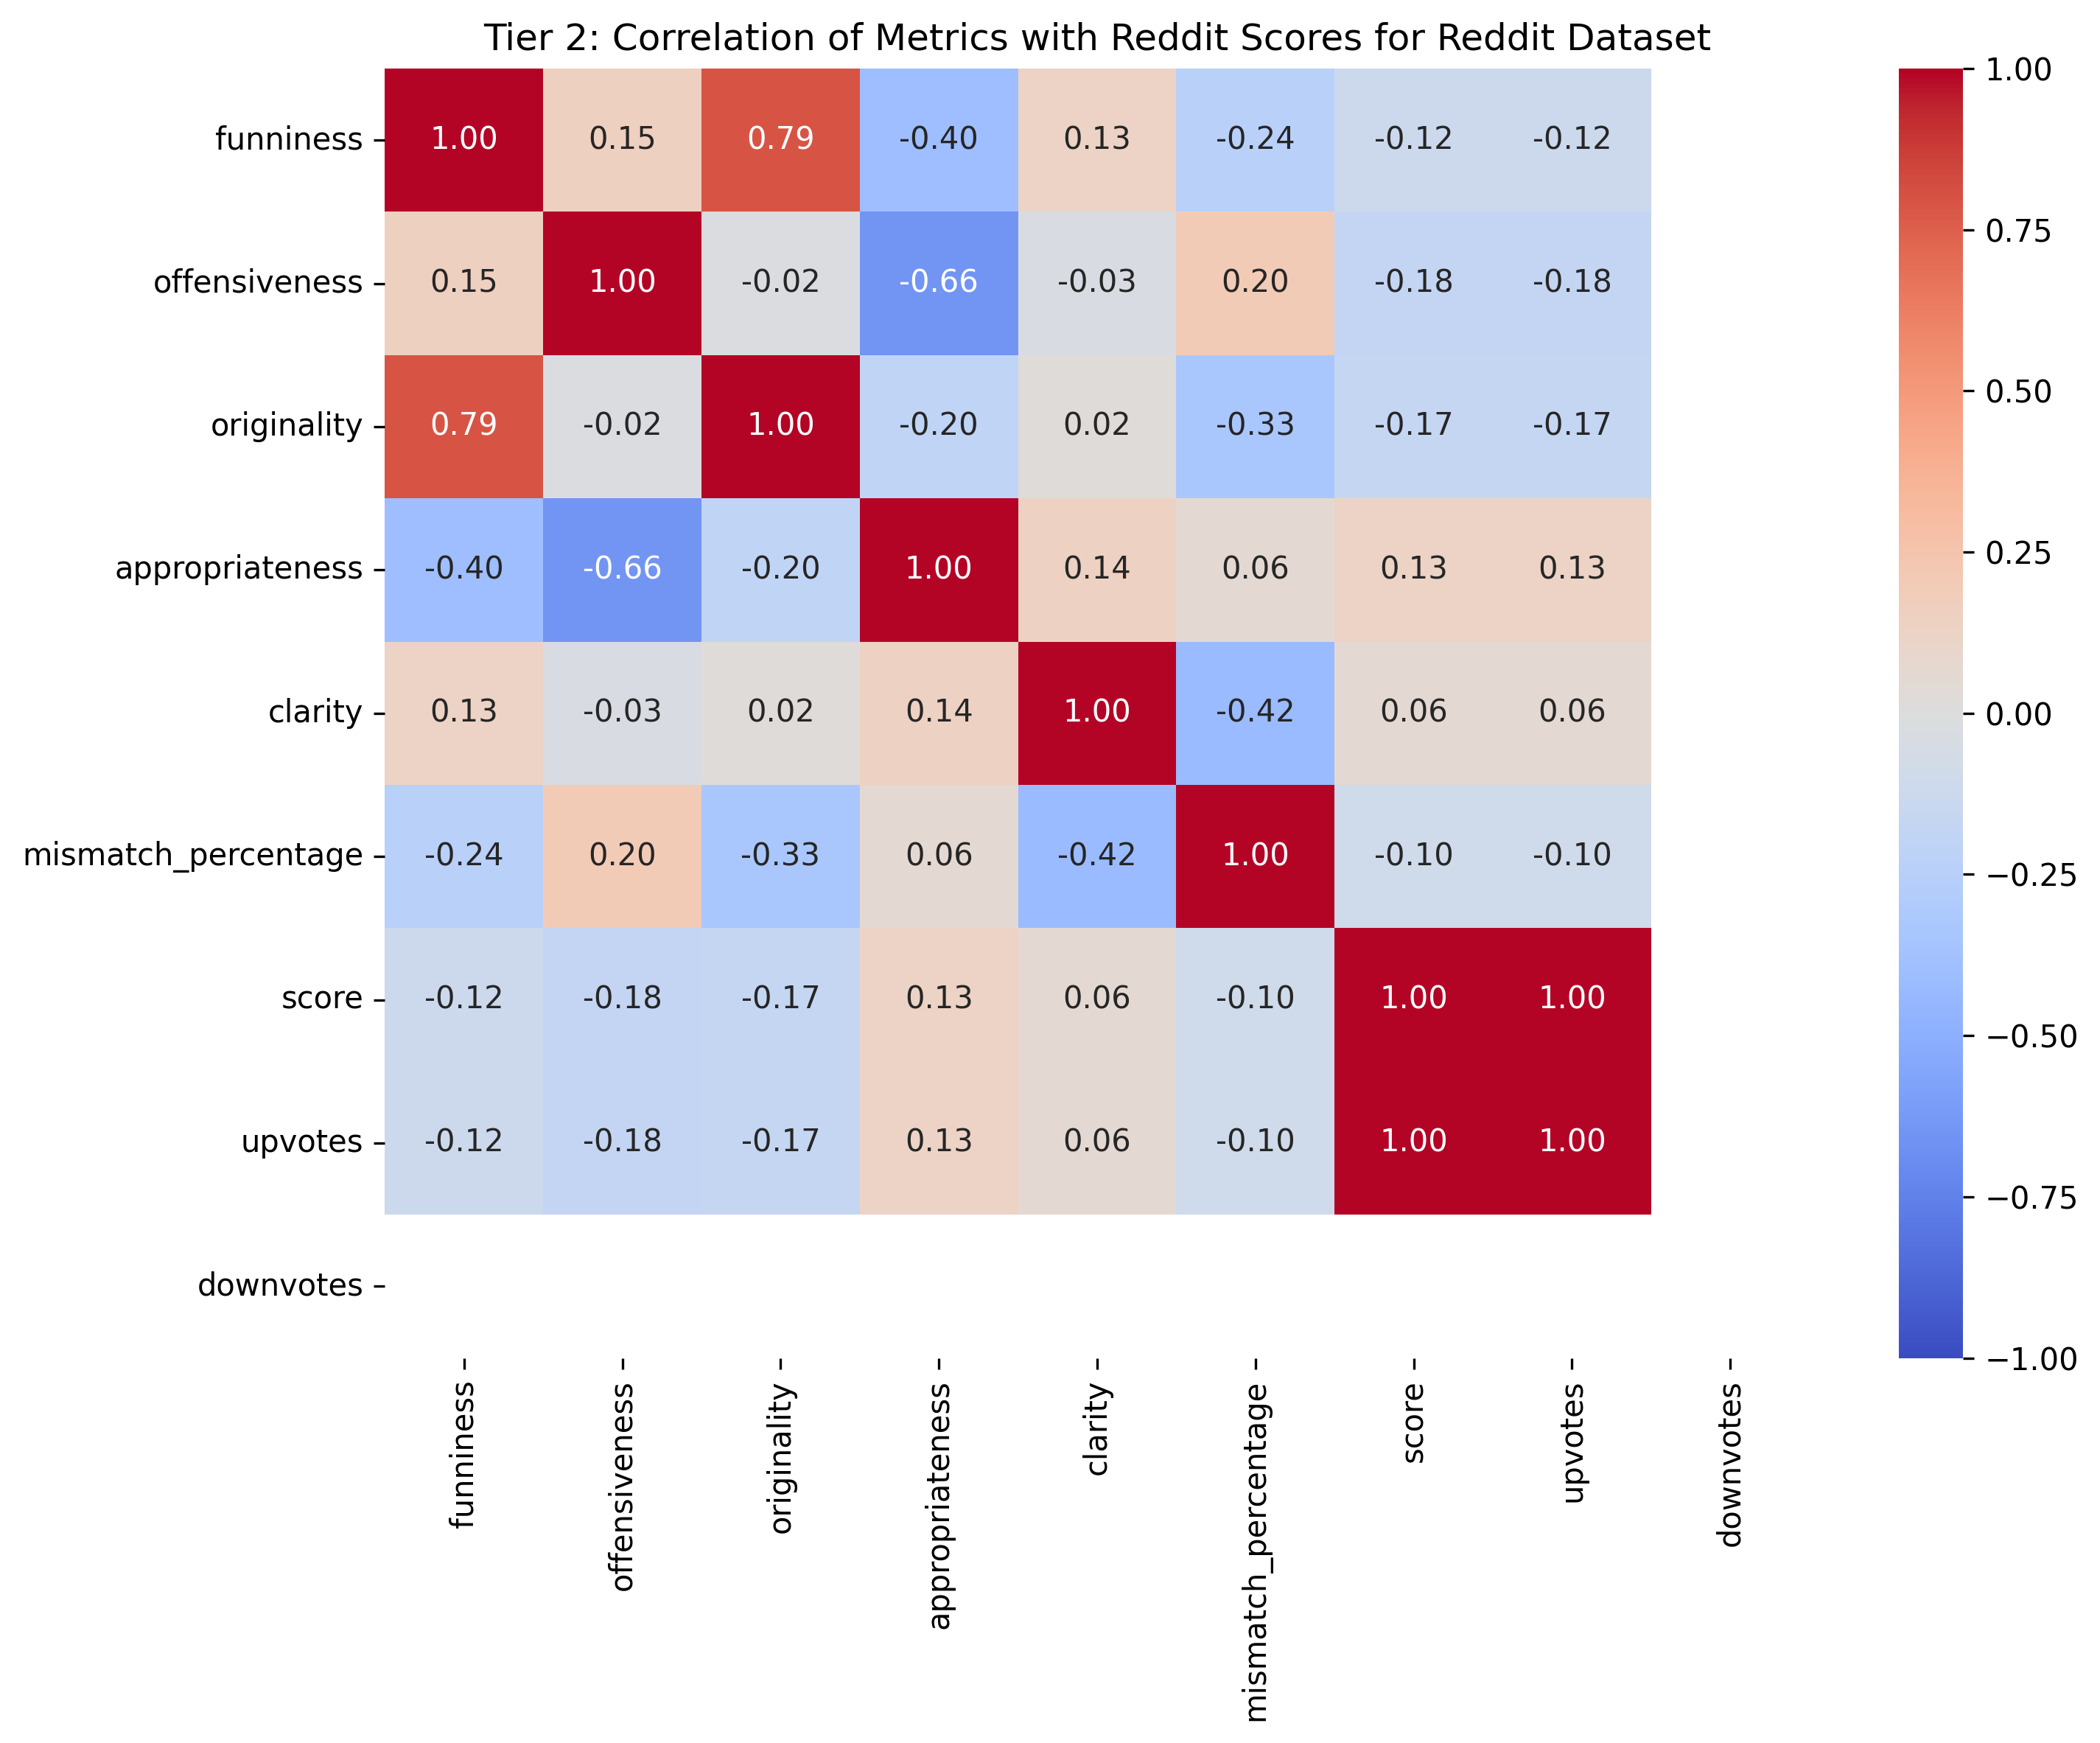 Tier 2: Correlation of Metrics with Reddit Scores for Reddit Dataset
funniness 1.00 0.15 0.79 -0.40 0.13 -0.24 -0.12 -0.12
offensiveness 0.15 1.00 -0.02 -0.66 -0.03 0.20 -0.18 -0.18
originality 0.79 -0.02 1.00 -0.20 0.02 -0.33 -0.17 -0.17
appropriateness -0.40 -0.66 -0.20 1.00 0.14 0.06 0.13 0.13
clarity 0.13 -0.03 0.02 0.14 1.00 -0.42 0.06 0.06
mismatch_percentage -0.24 0.20 -0.33 0.06 -0.42 1.00 -0.10 -0.10
score -0.12 -0.18 -0.17 0.13 0.06 -0.10 1.00 1.00
upvotes -0.12 -0.18 -0.17 0.13 0.06 -0.10 1.00 1.00
downvotes
funniness
offensiveness
originality
appropriateness
clarity
mismatch_percentage
score
upvotes
downvotes
1.00
0.75
0.50
0.25
0.00
−0.25
−0.50
−0.75
−1.00